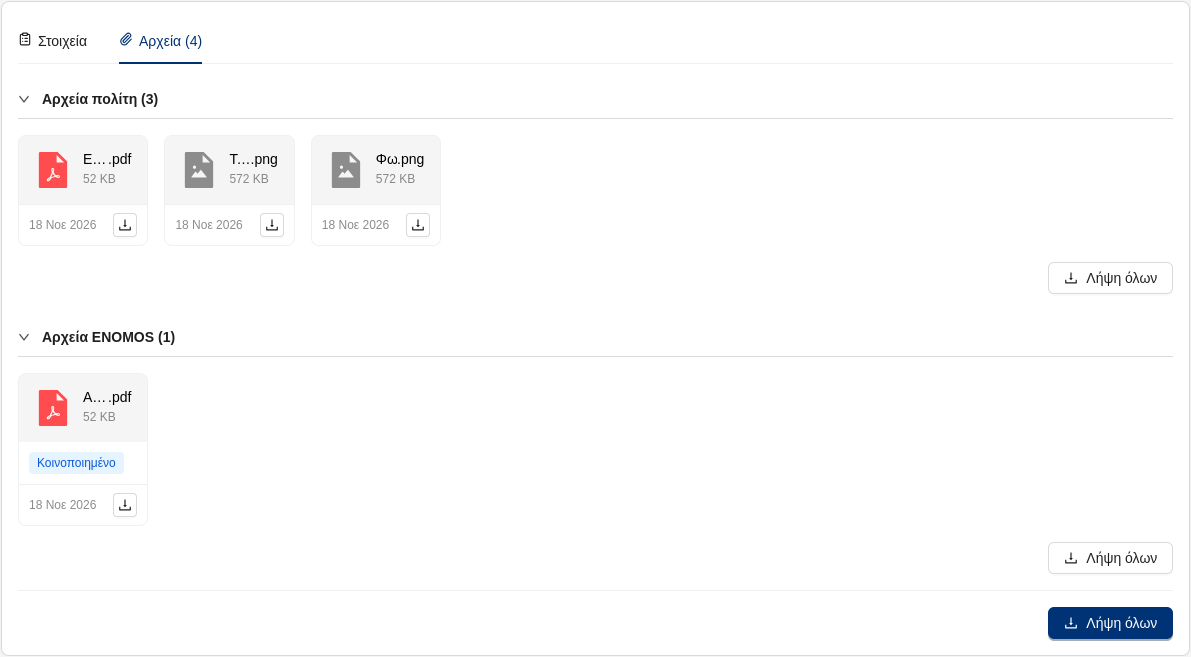 Στοιχεία
Αρχεία (4)
Αρχεία πολίτη (3)
Ε... .pdf
52 KB
18 Νοε 2026
Τ... .png
572 KB
18 Νοε 2026
Φω.png
572 KB
18 Νοε 2026
Λήψη όλων
Αρχεία ENOMOS (1)
Α... .pdf
52 KB
Κοινοποιημένο
18 Νοε 2026
Λήψη όλων
Λήψη όλων